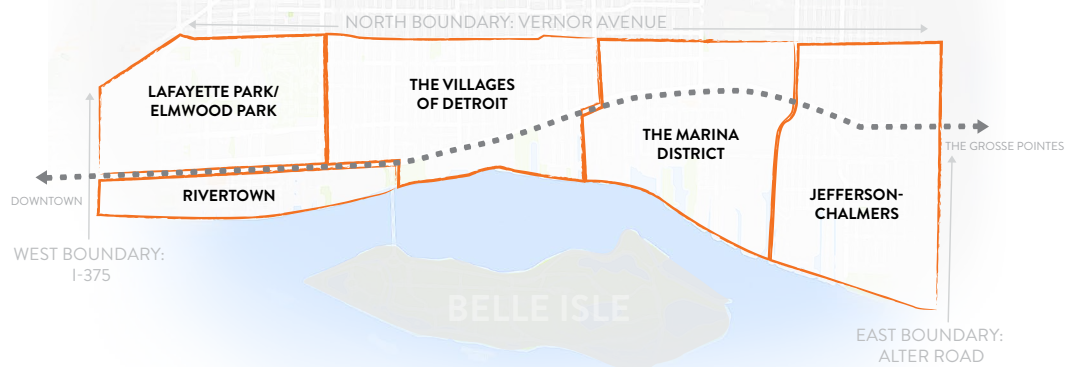 NORTH BOUNDARY: VERNOR AVENUE
LAFAYETTE PARK/
ELMWOOD PARK
THE VILLAGES
OF DETROIT
THE MARINA
DISTRICT
THE GROSSE POINTES
RIVERTOWN
DOWNTOWN
JEFFERSON-
CHALMERS
WEST BOUNDARY:
I-375
BELLE ISLE
EAST BOUNDARY:
ALTER ROAD